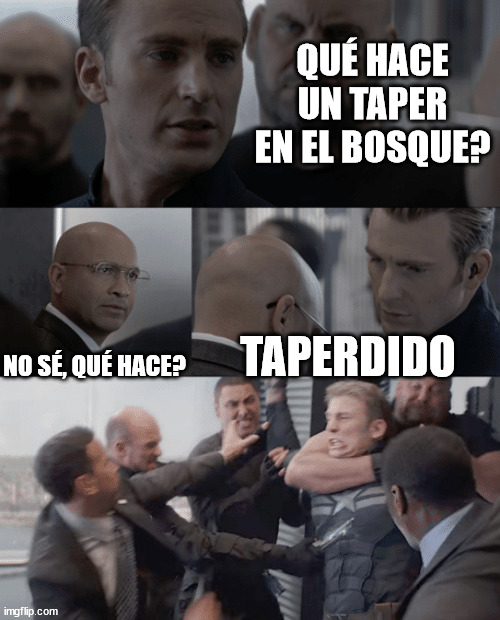 QUÉ HACE
UN TAPER
EN EL BOSQUE?
NO SÉ, QUÉ HACE?
TAPERDIDO
imgflip.com